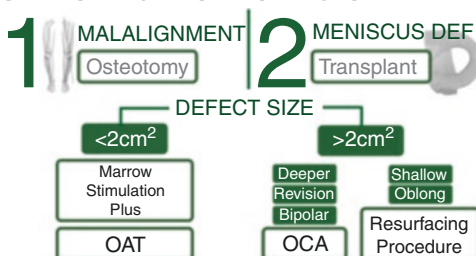 1 MALALIGNMENT
Osteotomy
2 MENISCUS DEF
Transplant
DEFECT SIZE
<2cm²
>2cm²
Marrow
Stimulation
Plus
OAT
Deeper
Revision
Bipolar
OCA
Shallow
Oblong
Resurfacing
Procedure